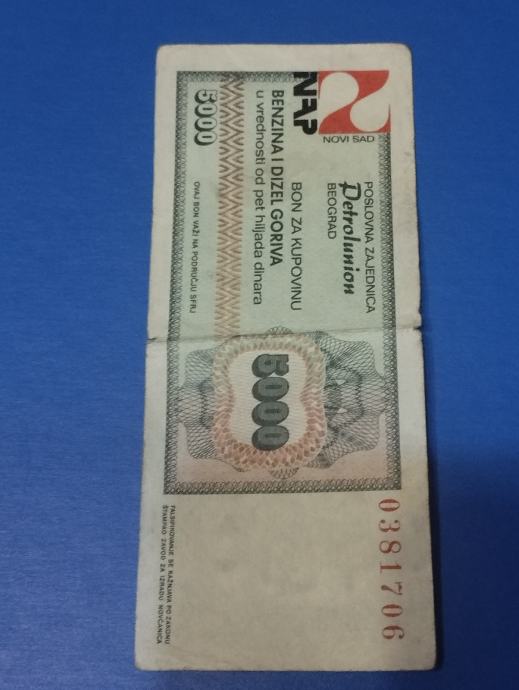 NAP
NOVI SAD
POSLOVNA ZAJEDNICA
Petrolunion
BEOGRAD
BON ZA KUPOVINU
BENZINA I DIZEL GORIVA
u vrednosti od pet hiljada dinara
5000
OVAJ BON VAŽI NA PODRUČJU SFRJ
5000
0381706
FALSIFIKOVANJE SE KAŽNJAVA PO ZAKONU
ŠTAMPAO ZAVOD ZA IZRADU NOVČANICA